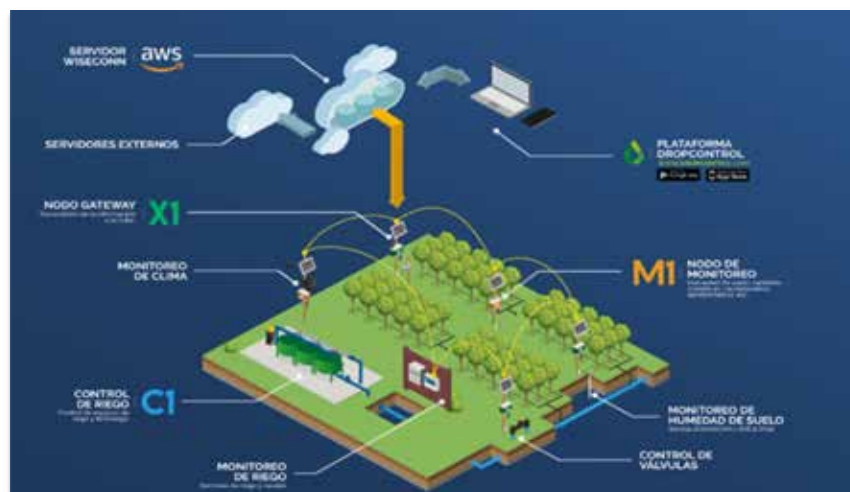 SERVIDOR
WISECONN
aws
SERVIDORES EXTERNOS
PLATAFORMA
DROPCONTROL
NODO GATEWAY
X1
MONITOREO
DE CLIMA
M1
NODO DE
MONITOREO
CONTROL
DE RIEGO
C1
MONITOREO DE
HUMEDAD DE SUELO
MONITOREO
DE RIEGO
CONTROL DE
VÁLVULAS